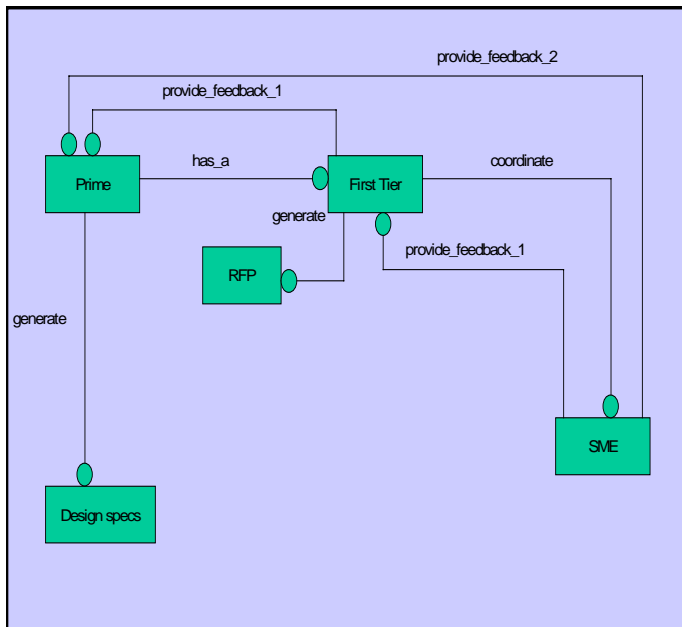 provide_feedback_2
provide_feedback_1
has_a
coordinate
Prime
First Tier
generate
provide_feedback_1
RFP
generate
SME
Design specs